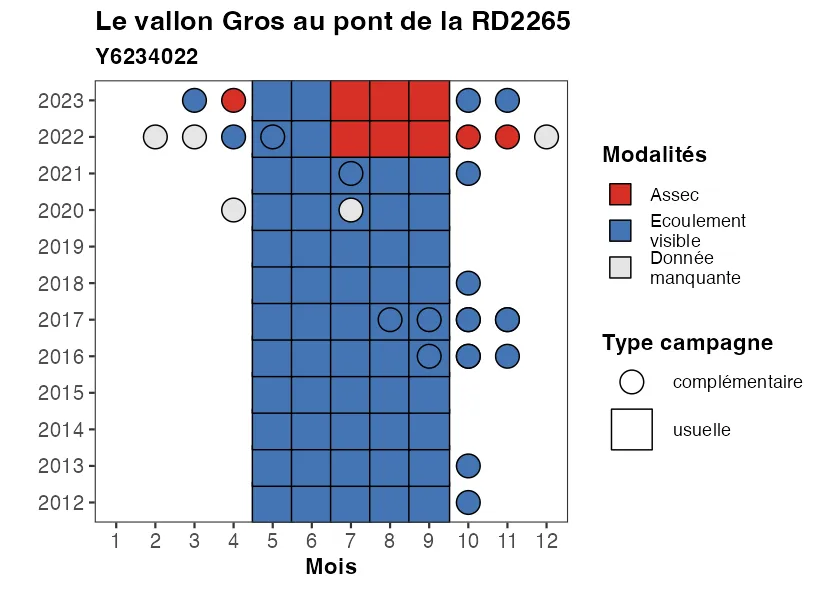 Le vallon Gros au pont de la RD2265
Y6234022
2023
2022
2021
2020
2019
2018
2017
2016
2015
2014
2013
2012
1 2 3 4 5 6 7 8 9 10 11 12
Mois
Modalités
Assec
Ecoulement
visible
Donnée
manquante
Type campagne
complémentaire
usuelle